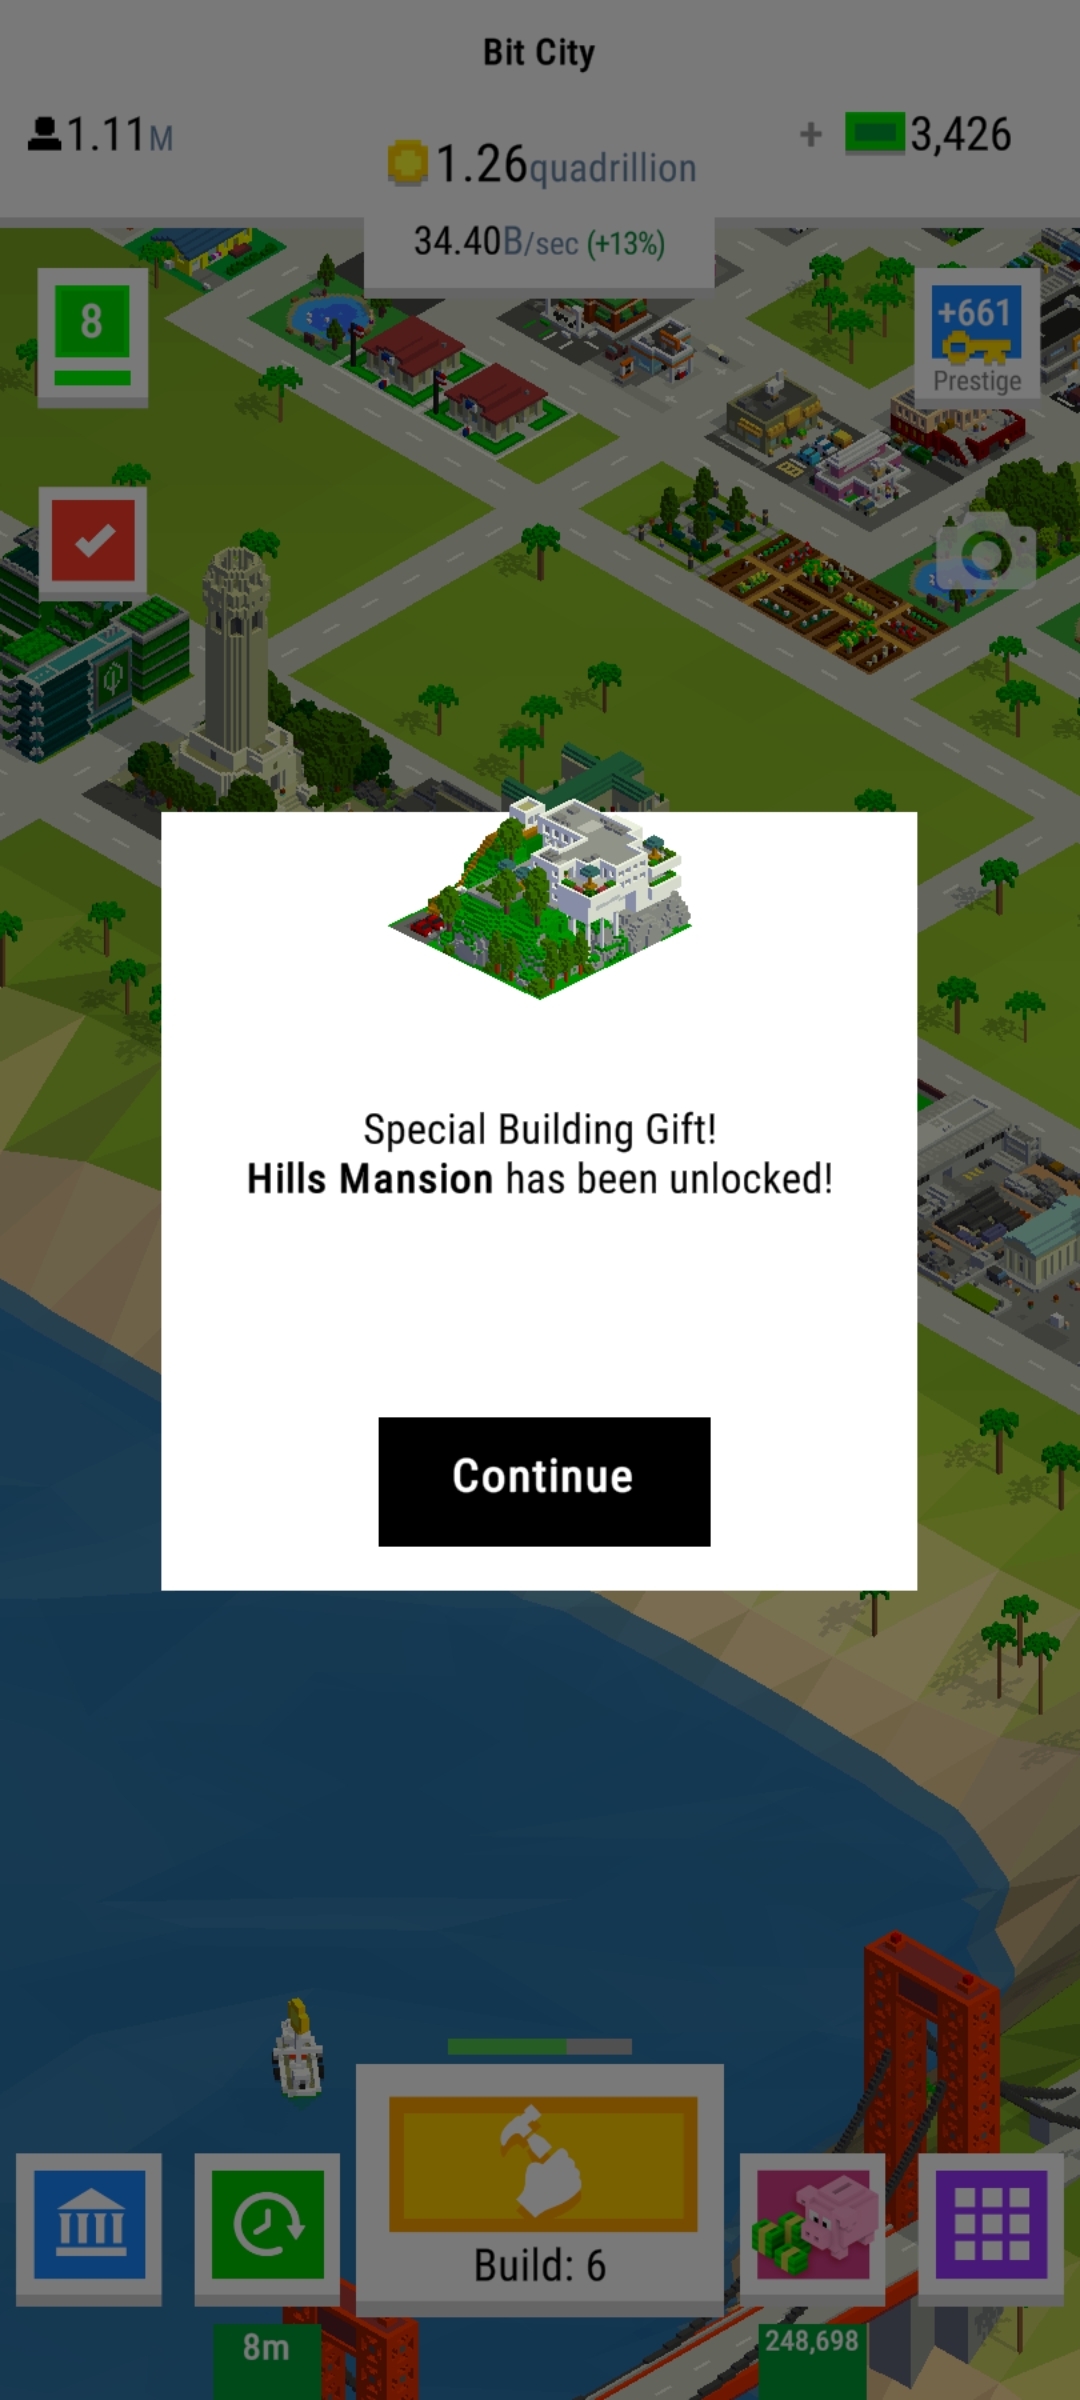 Bit City
1.11M
1.26quadrillion
+ 3,426
34.40B/sec (+13%)
8
+661
Prestige
Special Building Gift!
Hills Mansion has been unlocked!
Continue
Build: 6
8m
248,698